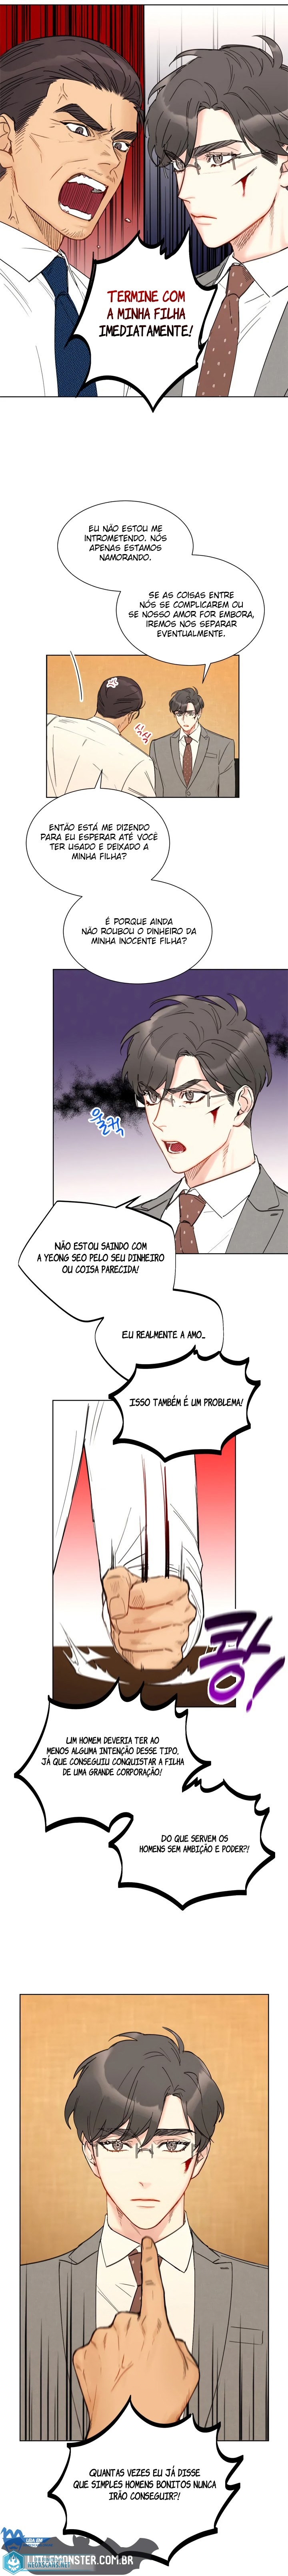 TERMINE COM
A MINHA FILHA
IMEDIATAMENTE!
EU NÃO ESTOU ME
INTROMETENDO. NÓS
APENAS ESTAMOS
NAMORANDO.
SE AS COISAS ENTRE
NÓS SE COMPLICAREM OU
SE NOSSO AMOR FOR EMBORA,
IREMOS NOS SEPARAR
EVENTUALMENTE.
ENTÃO ESTÁ ME DIZENDO
PARA EU ESPERAR ATÉ VOCÊ
TER USADO E DEIXADO A
MINHA FILHA?
É PORQUE AINDA
NÃO ROUBOU O DINHEIRO DA
MINHA INOCENTE FILHA?
울컥
NÃO ESTOU SAINDO COM
A YEONG SEO PELO SEU DINHEIRO
OU COISA PARECIDA!
EU REALMENTE A AMO...
ISSO TAMBÉM É UM PROBLEMA!
쾅!
UM HOMEM DEVERIA TER AO
MENOS ALGUMA INTENÇÃO DESSE TIPO,
JÁ QUE CONSEGUIU CONQUISTAR A FILHA
DE UMA GRANDE CORPORAÇÃO!
DO QUE SERVEM OS
HOMENS SEM AMBIÇÃO E PODER?!
QUANTAS VEZES EU JÁ DISSE
QUE SIMPLES HOMENS BONITOS NUNCA
IRÃO CONSEGUIR?!
LEIA EM
LITTLEMONSTER.COM.BR